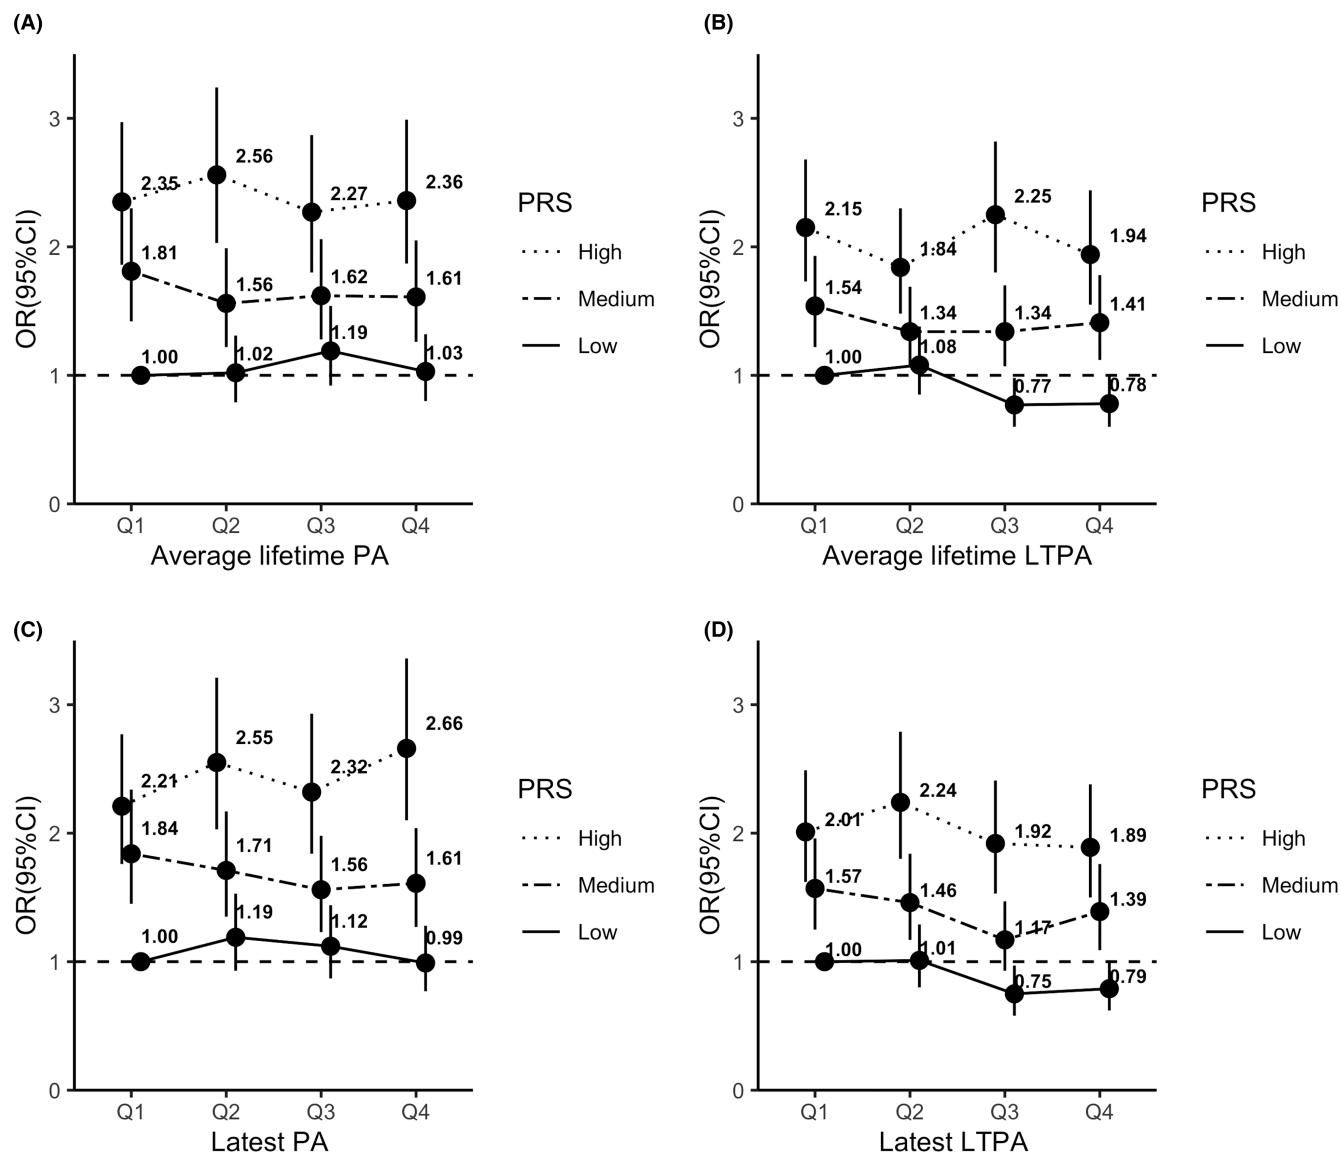 (A)
3
2
1
0
OR(95%CI)
2.35
2.56
2.27
2.36
1.81
1.56
1.62
1.61
1.00
1.02
1.19
1.03
Q1 Q2 Q3 Q4
Average lifetime PA
PRS
High
Medium
Low
(B)
3
2
1
0
OR(95%CI)
2.15
1.84
2.25
1.94
1.54
1.34
1.34
1.41
1.00
1.08
0.77
0.78
Q1 Q2 Q3 Q4
Average lifetime LTPA
PRS
High
Medium
Low
(C)
3
2
1
0
OR(95%CI)
2.21
2.55
2.32
2.66
1.84
1.71
1.56
1.61
1.00
1.19
1.12
0.99
Q1 Q2 Q3 Q4
Latest PA
PRS
High
Medium
Low
(D)
3
2
1
0
OR(95%CI)
2.01
2.24
1.92
1.89
1.57
1.46
1.17
1.39
1.00
1.01
0.75
0.79
Q1 Q2 Q3 Q4
Latest LTPA
PRS
High
Medium
Low